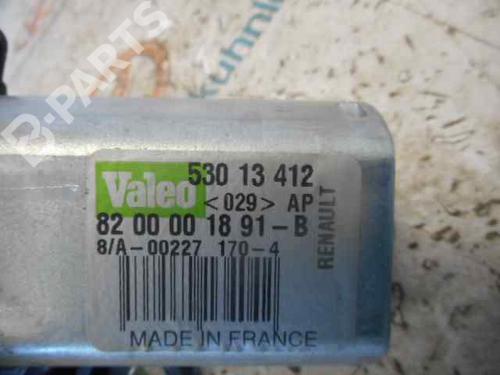 B-PARTS
kuhnle
Valeo
530 13 412
<029> AP
82 00 00 18 91-B
8/A-00227 170-4
RENAULT
MADE IN FRANCE